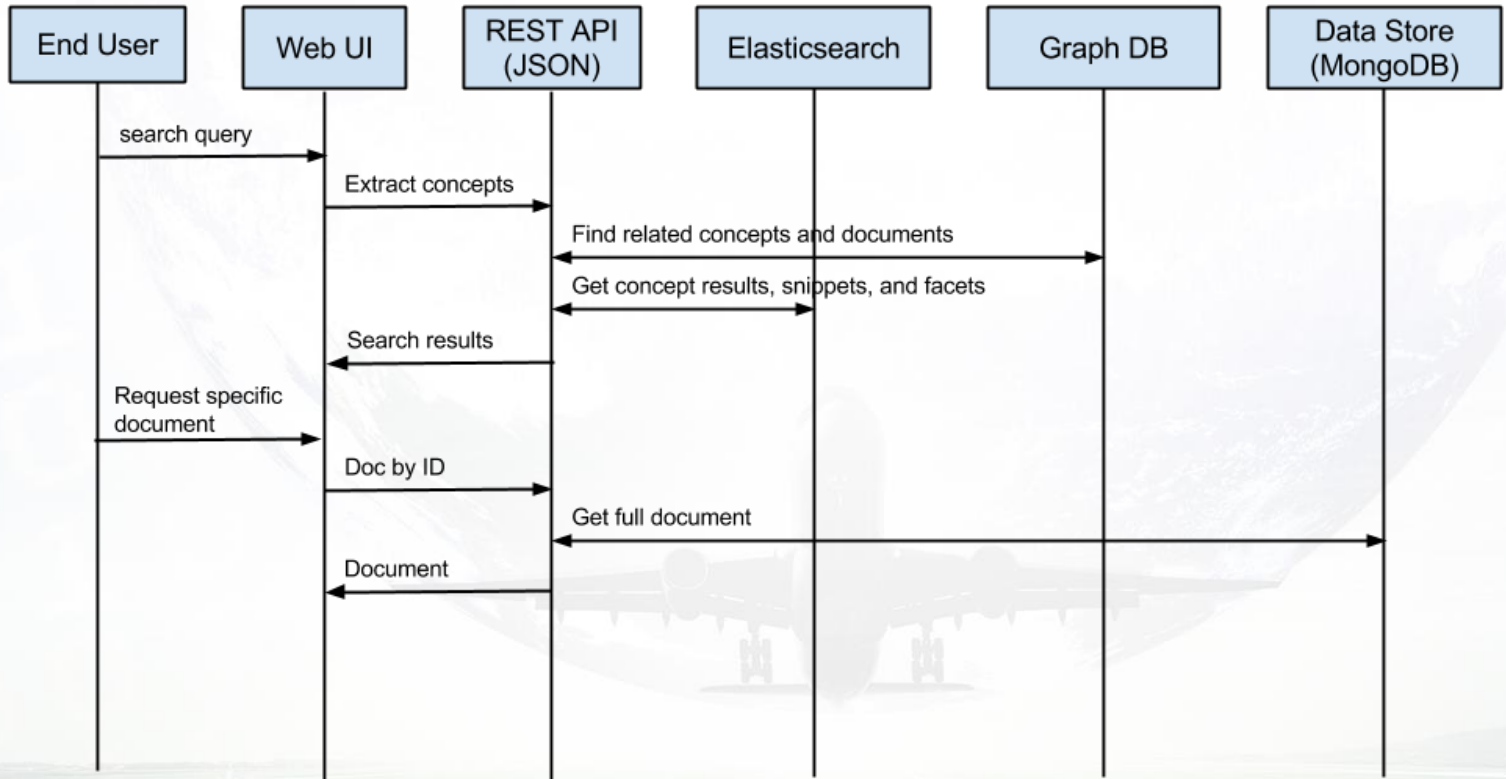 End User
Web UI
REST API
(JSON)
Elasticsearch
Graph DB
Data Store
(MongoDB)
search query
Extract concepts
Find related concepts and documents
Get concept results, snippets, and facets
Search results
Request specific
document
Doc by ID
Get full document
Document